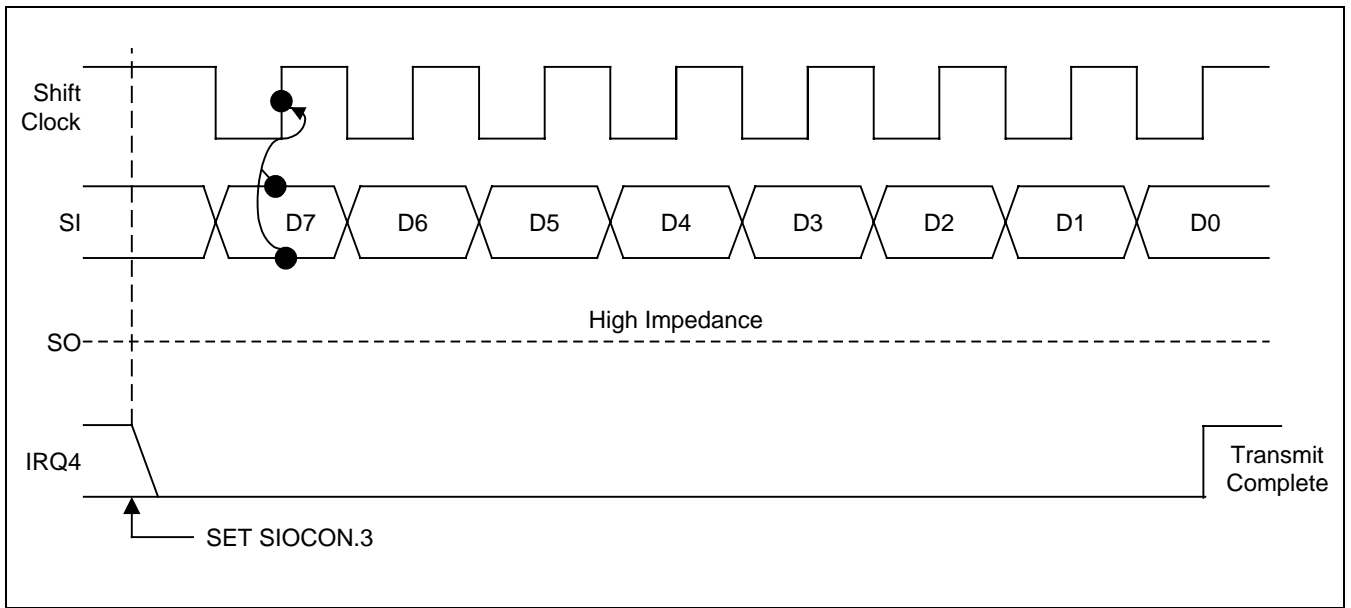 Shift
Clock
SI
D7
D6
D5
D4
D3
D2
D1
D0
High Impedance
SO
IRQ4
Transmit
Complete
SET SIOCON.3